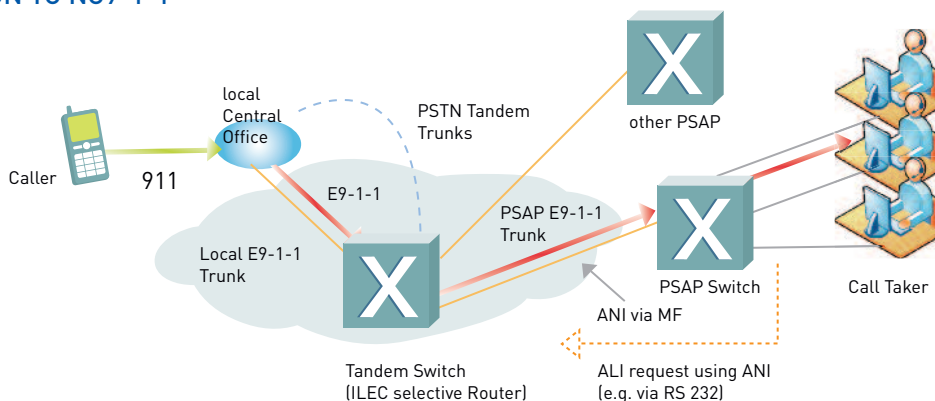 local
Central
Office
PSTN Tandem
Trunks
other PSAP
Caller
911
E9-1-1
PSAP E9-1-1
Trunk
Local E9-1-1
Trunk
X
X
X
PSAP Switch
Call Taker
ANI via MF
Tandem Switch
(ILEC selective Router)
ALI request using ANI
(e.g. via RS 232)